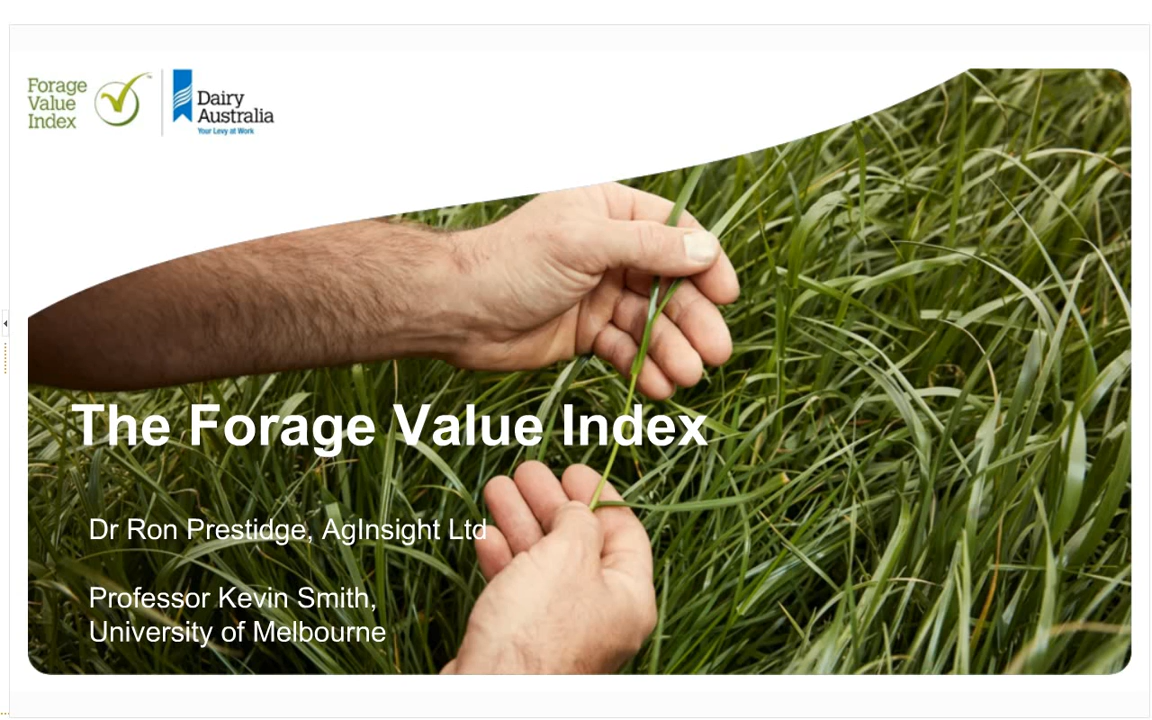 Forage
Value
Index
Dairy
Australia
Your Levy at Work
The Forage Value Index
Dr Ron Prestidge, AgInsight Ltd
Professor Kevin Smith,
University of Melbourne